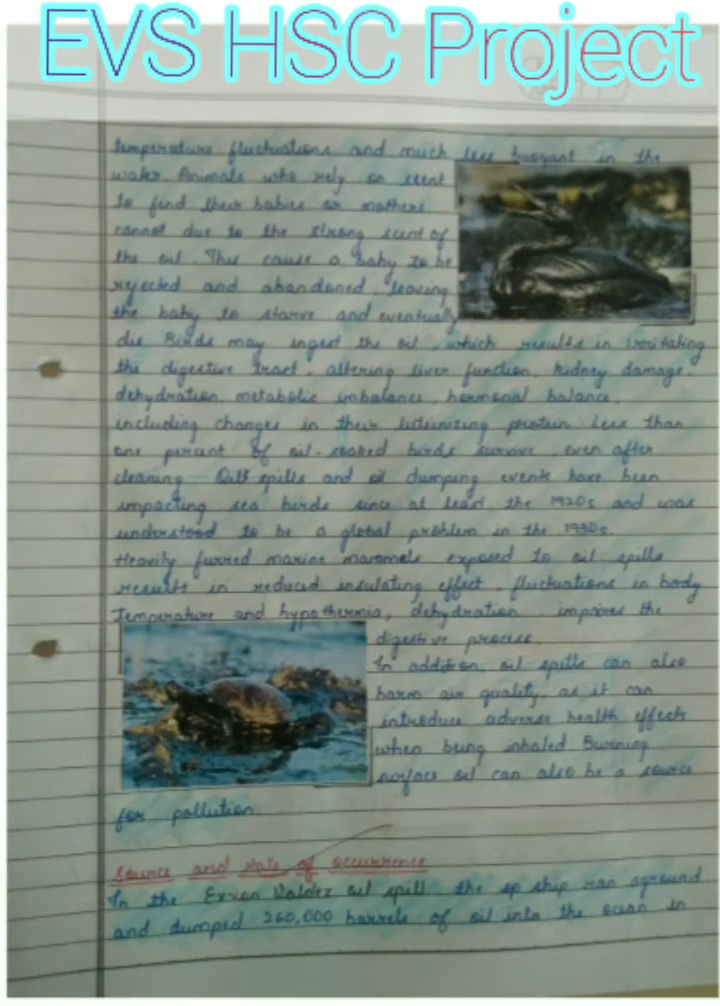 EVS HSC Project
temperature fluctuations and much less buoyant in the
water Animals who rely on scent
to find their babies or mothers
cannot due to the strong scent of
the oil. This cause a baby to be
rejected and abandoned, leaving
the baby to starve and eventually
die Birds may ingest the oil, which results in irritating
the digestive tract, altering liver function, kidney damage.
dehydration, metabolic imbalance, hormonal balance,
including changes in their luteinizing protein Less than
one percent of oil-soaked birds survive, even after
cleaning spills and oil dumping events have been
impacting sea birds since at least the 1920s and was
understood to be a global problem in the 1930s.
Heavily furred marine mammels exposed to oil spills
results in reduced insulating effect, fluctuations in body
Temperature and hypothermia, dehydration, impaires the
digestive process.
In addition, oil spills can also
harm air quality, as it can
introduce adverse health effects
when being inhaled Burning
surface oil can also be a source
for pollution.
Source and Rate of occurrence
In the Exxon Valdez oil spill the sp ship ran aground
and dumped 260,000 barrels of oil into the ocean in